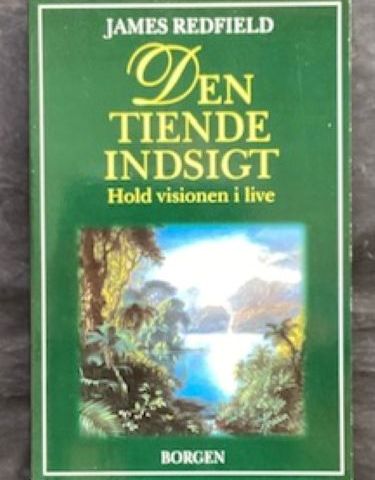 JAMES REDFIELD
DEN
TIENDE
INDSIGT
Hold visionen i live
BORGEN